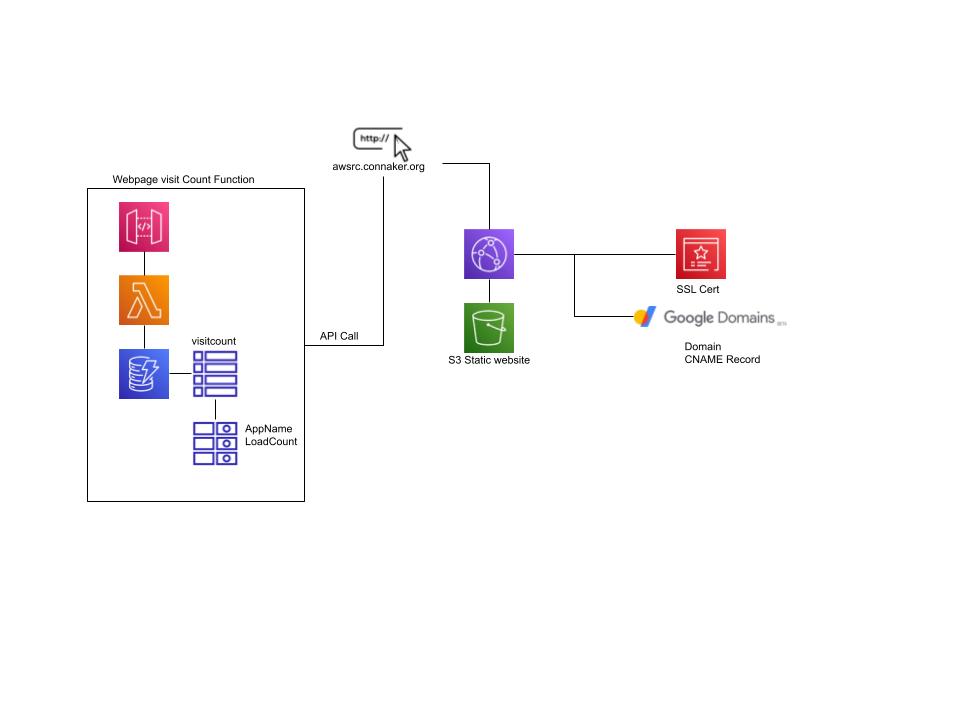 http://
awsrc.connaker.org
Webpage visit Count Function
visitcount
AppName
LoadCount
API Call
SSL Cert
Google Domains BETA
S3 Static website
Domain
CNAME Record